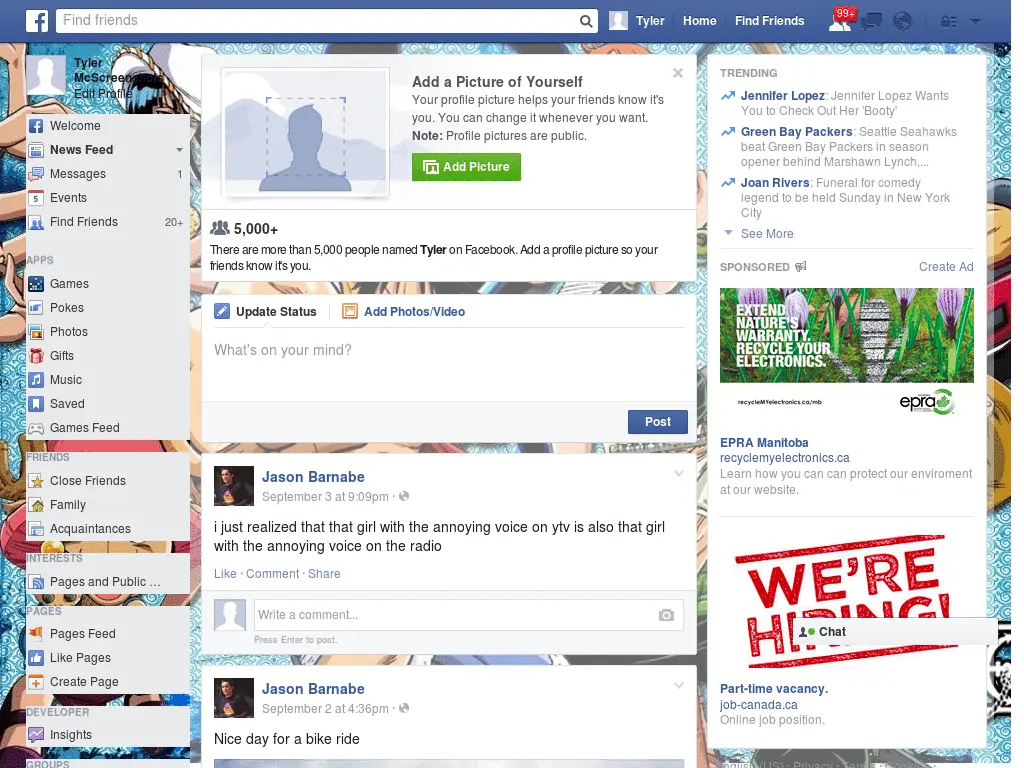 Find friends
Tyler
Home
Find Friends
99+
Tyler
McScreen
Edit Profile
Welcome
News Feed
Messages 1
Events
Find Friends 20+
APPS
Games
Pokes
Photos
Gifts
Music
Saved
Games Feed
FRIENDS
Close Friends
Family
Acquaintances
INTERESTS
Pages and Public ...
PAGES
Pages Feed
Like Pages
Create Page
DEVELOPER
Insights
GROUPS
Add a Picture of Yourself
Your profile picture helps your friends know it's
you. You can change it whenever you want.
Note: Profile pictures are public.
Add Picture
5,000+
There are more than 5,000 people named Tyler on Facebook. Add a profile picture so your
friends know it's you.
Update Status
Add Photos/Video
What's on your mind?
Post
Jason Barnabe
September 3 at 9:09pm ·
i just realized that that girl with the annoying voice on ytv is also that girl
with the annoying voice on the radio
Like · Comment · Share
Write a comment...
Press Enter to post.
Jason Barnabe
September 2 at 4:36pm ·
Nice day for a bike ride
TRENDING
Jennifer Lopez: Jennifer Lopez Wants
You to Check Out Her 'Booty'
Green Bay Packers: Seattle Seahawks
beat Green Bay Packers in season
opener behind Marshawn Lynch,...
Joan Rivers: Funeral for comedy
legend to be held Sunday in New York
City
See More
SPONSORED
Create Ad
EXTEND
NATURE'S
WARRANTY.
RECYCLE YOUR
ELECTRONICS.
recycleMYelectronics.ca/mb
epra
EPRA Manitoba
recyclemyelectronics.ca
Learn how you can can protect our enviroment
at our website.
WE'RE
HIRING!
Chat
Part-time vacancy.
job-canada.ca
Online job position.
English (US) · Privacy · Terms · Cookies ·